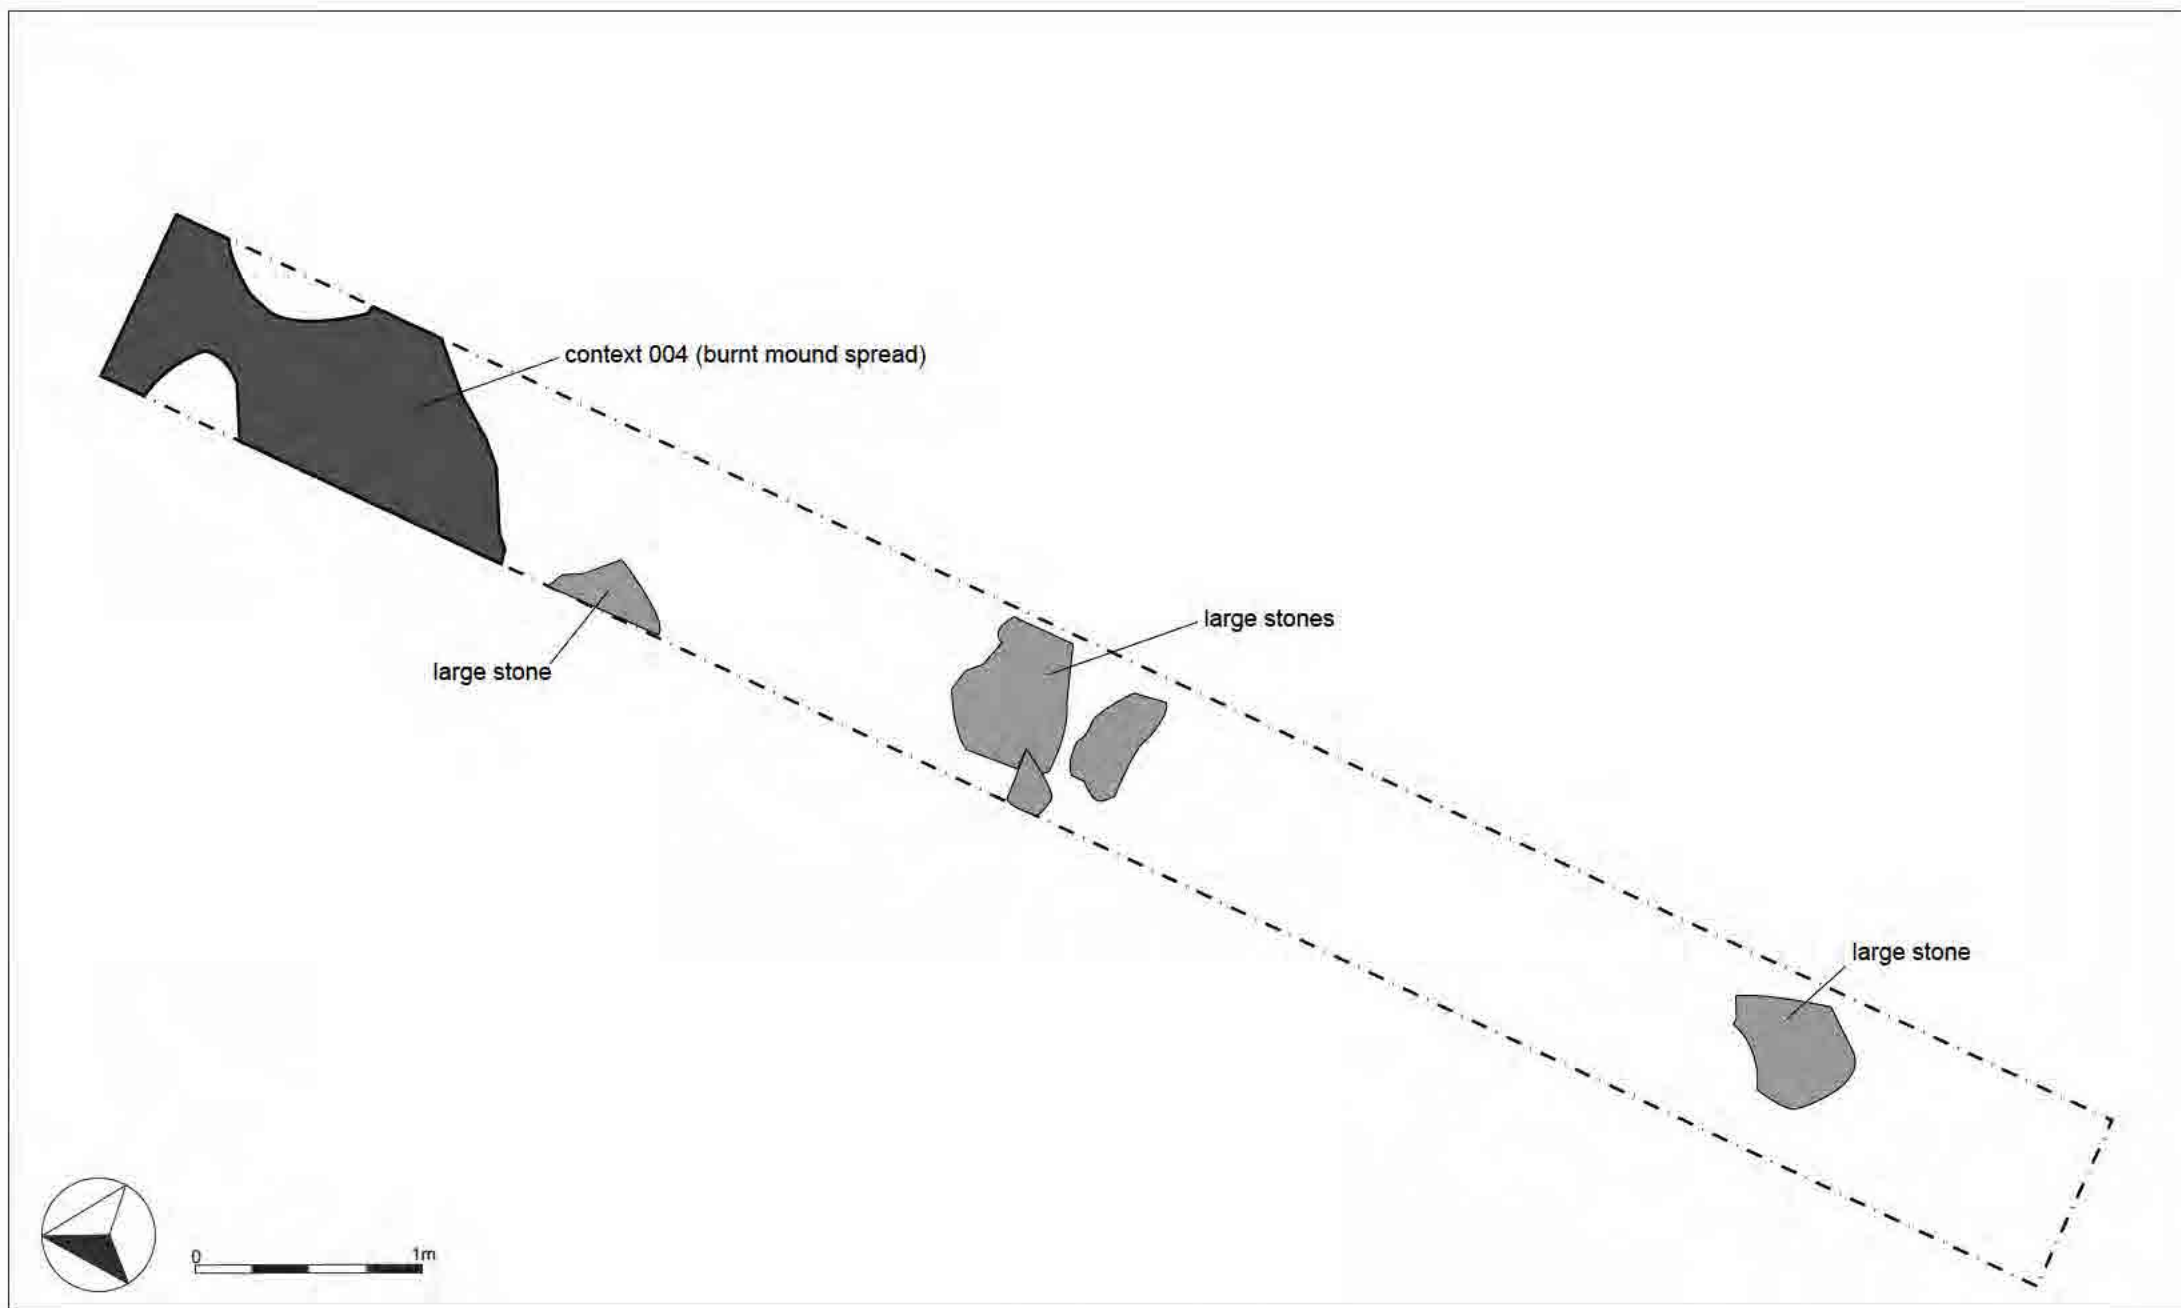 context 004 (burnt mound spread)
large stones
large stone
large stone
0 1m